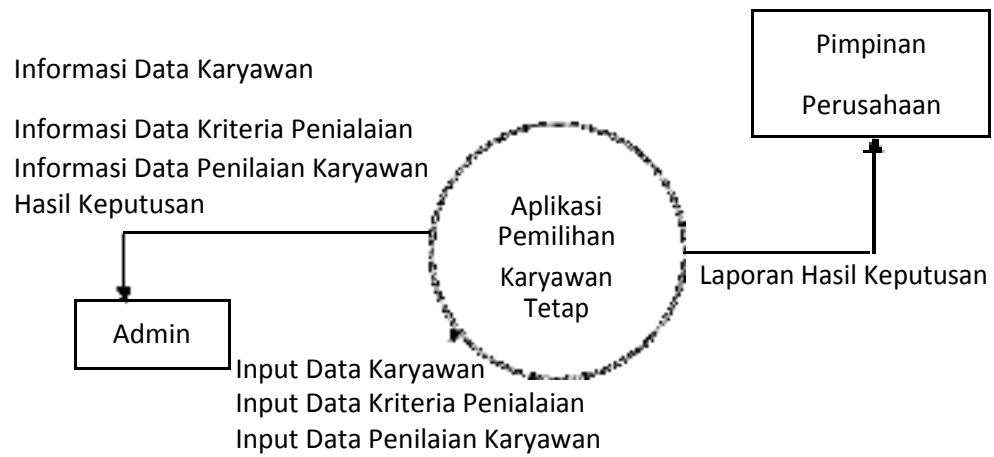 Pimpinan
Perusahaan
Informasi Data Karyawan
Informasi Data Kriteria Penialaian
Informasi Data Penilaian Karyawan
Hasil Keputusan
Aplikasi
Pemilihan
Karyawan
Tetap
Laporan Hasil Keputusan
Admin
Input Data Karyawan
Input Data Kriteria Penialaian
Input Data Penilaian Karyawan